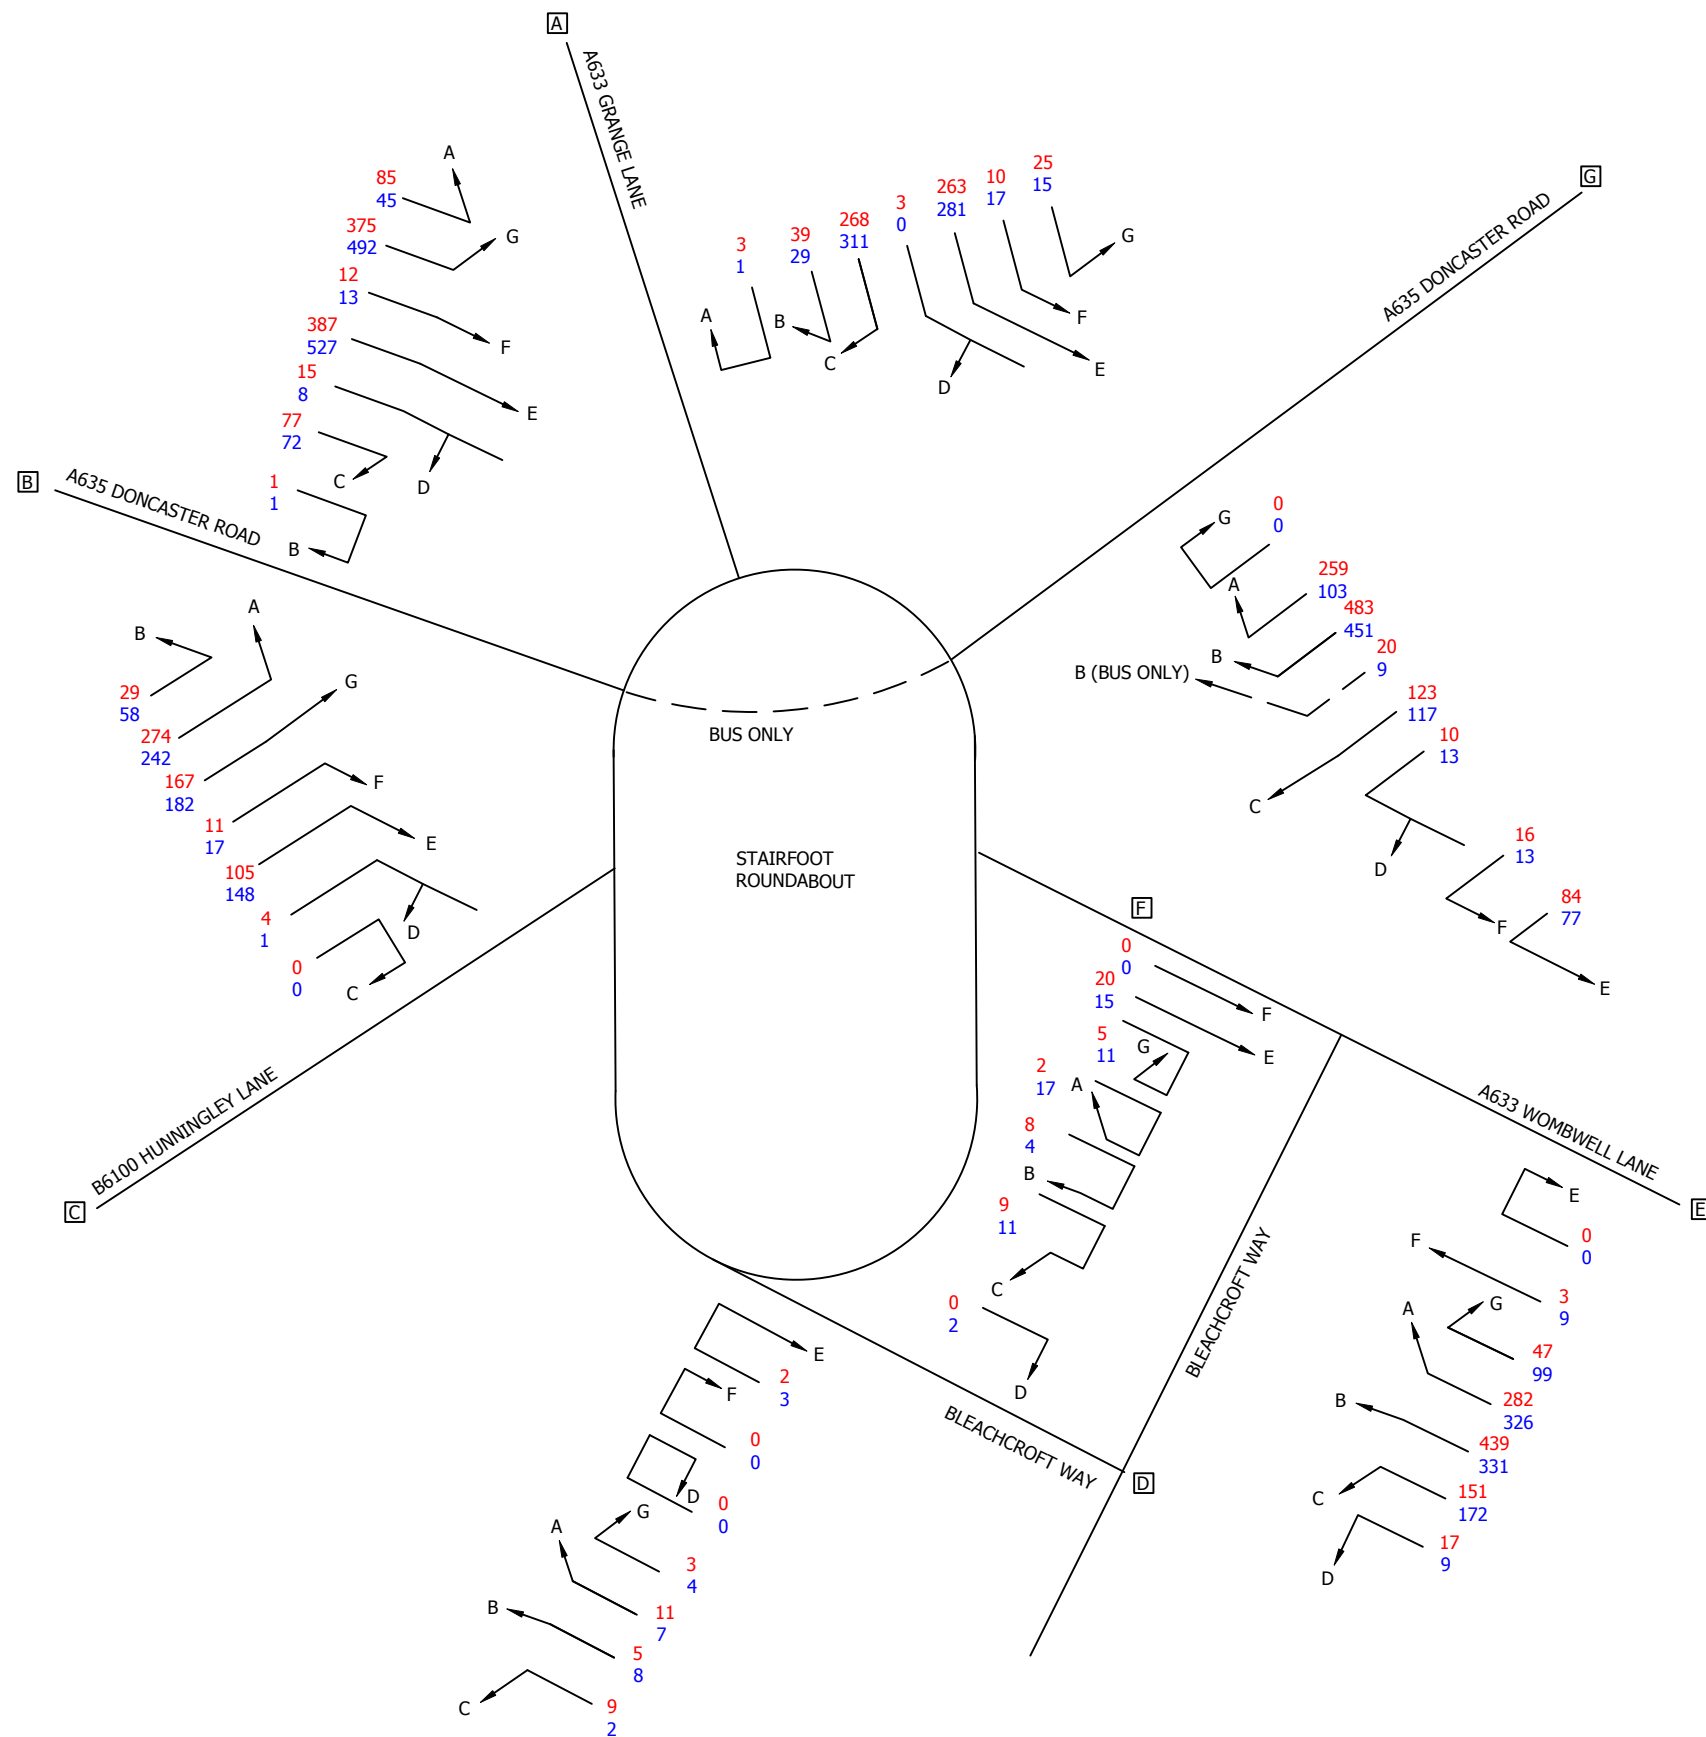 A
A633 GRANGE LANE
G
A635 DONCASTER ROAD
B
A635 DONCASTER ROAD
85
45
A
375
492
G
12
13
F
387
527
E
15
8
D
77
72
C
1
1
B
3
1
A
39
29
B
268
311
C
3
0
D
263
281
E
10
17
F
25
15
G
0
0
G
259
103
A
483
451
B
20
9
B (BUS ONLY)
123
117
C
10
13
D
16
13
F
84
77
E
29
58
B
274
242
A
167
182
G
11
17
F
105
148
E
4
1
D
0
0
C
BUS ONLY
STAIRFOOT
ROUNDABOUT
C
B6100 HUNNINGLEY LANE
F
0
0
F
20
15
E
5
11
G
2
17
A
8
4
B
9
11
C
0
2
D
A633 WOMBWELL LANE
E
BLEACHCROFT WAY
BLEACHCROFT WAY
D
E
0
0
F
3
9
G
47
99
A
282
326
B
439
331
C
151
172
D
17
9
E
2
3
F
0
0
D
0
0
G
3
4
A
11
7
B
5
8
C
9
2